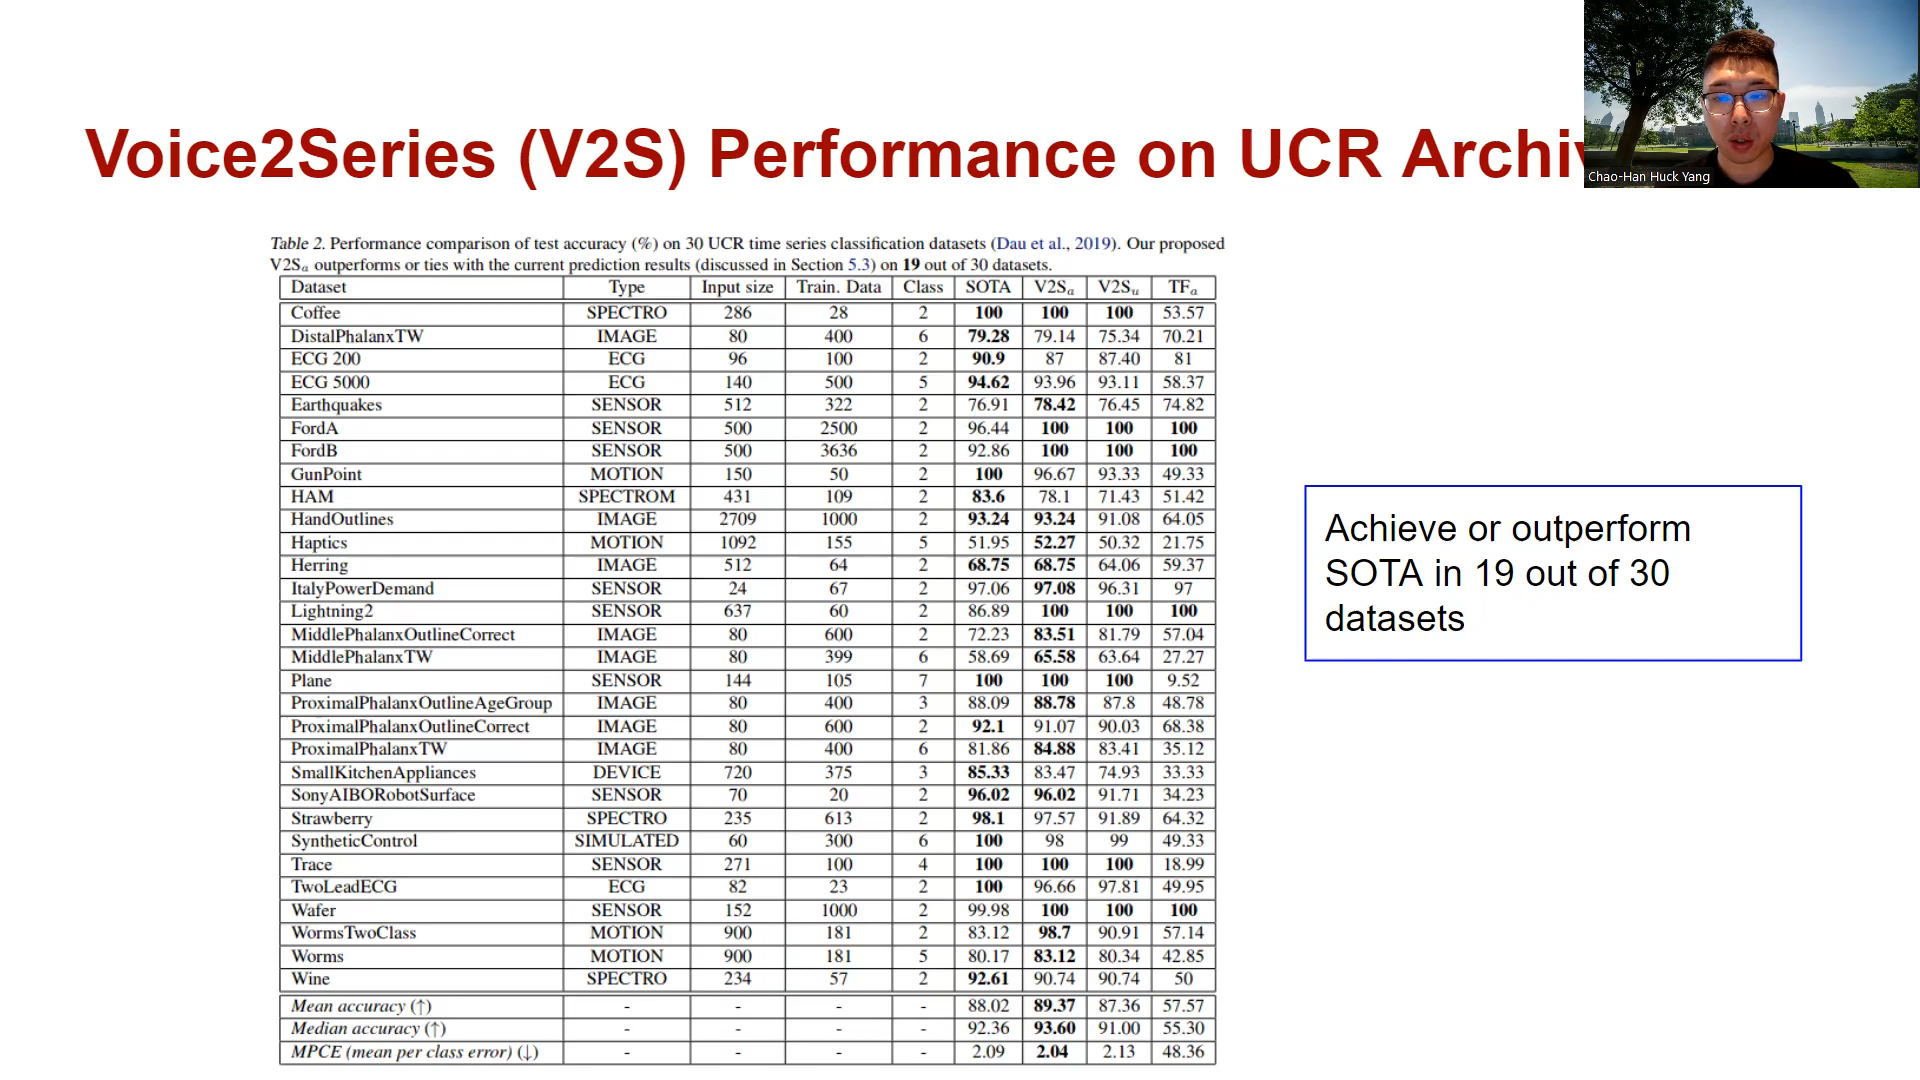 Voice2Series (V2S) Performance on UCR Archiv
Chao-Han Huck Yang
Table 2. Performance comparison of test accuracy (%) on 30 UCR time series classification datasets (Dau et al., 2019). Our proposed
V2Sₐ outperforms or ties with the current prediction results (discussed in Section 5.3) on 19 out of 30 datasets.
Dataset Type Input size Train. Data Class SOTA V2Sₐ V2Sᵤ TFₐ
Coffee SPECTRO 286 28 2 100 100 100 53.57
DistalPhalanxTW IMAGE 80 400 6 79.28 79.14 75.34 70.21
ECG 200 ECG 96 100 2 90.9 87 87.40 81
ECG 5000 ECG 140 500 5 94.62 93.96 93.11 58.37
Earthquakes SENSOR 512 322 2 76.91 78.42 76.45 74.82
FordA SENSOR 500 2500 2 96.44 100 100 100
FordB SENSOR 500 3636 2 92.86 100 100 100
GunPoint MOTION 150 50 2 100 96.67 93.33 49.33
HAM SPECTROM 431 109 2 83.6 78.1 71.43 51.42
HandOutlines IMAGE 2709 1000 2 93.24 93.24 91.08 64.05
Haptics MOTION 1092 155 5 51.95 52.27 50.32 21.75
Herring IMAGE 512 64 2 68.75 68.75 64.06 59.37
ItalyPowerDemand SENSOR 24 67 2 97.06 97.08 96.31 97
Lightning2 SENSOR 637 60 2 86.89 100 100 100
MiddlePhalanxOutlineCorrect IMAGE 80 600 2 72.23 83.51 81.79 57.04
MiddlePhalanxTW IMAGE 80 399 6 58.69 65.58 63.64 27.27
Plane SENSOR 144 105 7 100 100 100 9.52
ProximalPhalanxOutlineAgeGroup IMAGE 80 400 3 88.09 88.78 87.8 48.78
ProximalPhalanxOutlineCorrect IMAGE 80 600 2 92.1 91.07 90.03 68.38
ProximalPhalanxTW IMAGE 80 400 6 81.86 84.88 83.41 35.12
SmallKitchenAppliances DEVICE 720 375 3 85.33 83.47 74.93 33.33
SonyAIBORobotSurface SENSOR 70 20 2 96.02 96.02 91.71 34.23
Strawberry SPECTRO 235 613 2 98.1 97.57 91.89 64.32
SyntheticControl SIMULATED 60 300 6 100 98 99 49.33
Trace SENSOR 271 100 4 100 100 100 18.99
TwoLeadECG ECG 82 23 2 100 96.66 97.81 49.95
Wafer SENSOR 152 1000 2 99.98 100 100 100
WormsTwoClass MOTION 900 181 2 83.12 98.7 90.91 57.14
Worms MOTION 900 181 5 80.17 83.12 80.34 42.85
Wine SPECTRO 234 57 2 92.61 90.74 90.74 50
Mean accuracy (↑) - - - - 88.02 89.37 87.36 57.57
Median accuracy (↑) - - - - 92.36 93.60 91.00 55.30
MPCE (mean per class error) (↓) - - - - 2.09 2.04 2.13 48.36
Achieve or outperform
SOTA in 19 out of 30
datasets